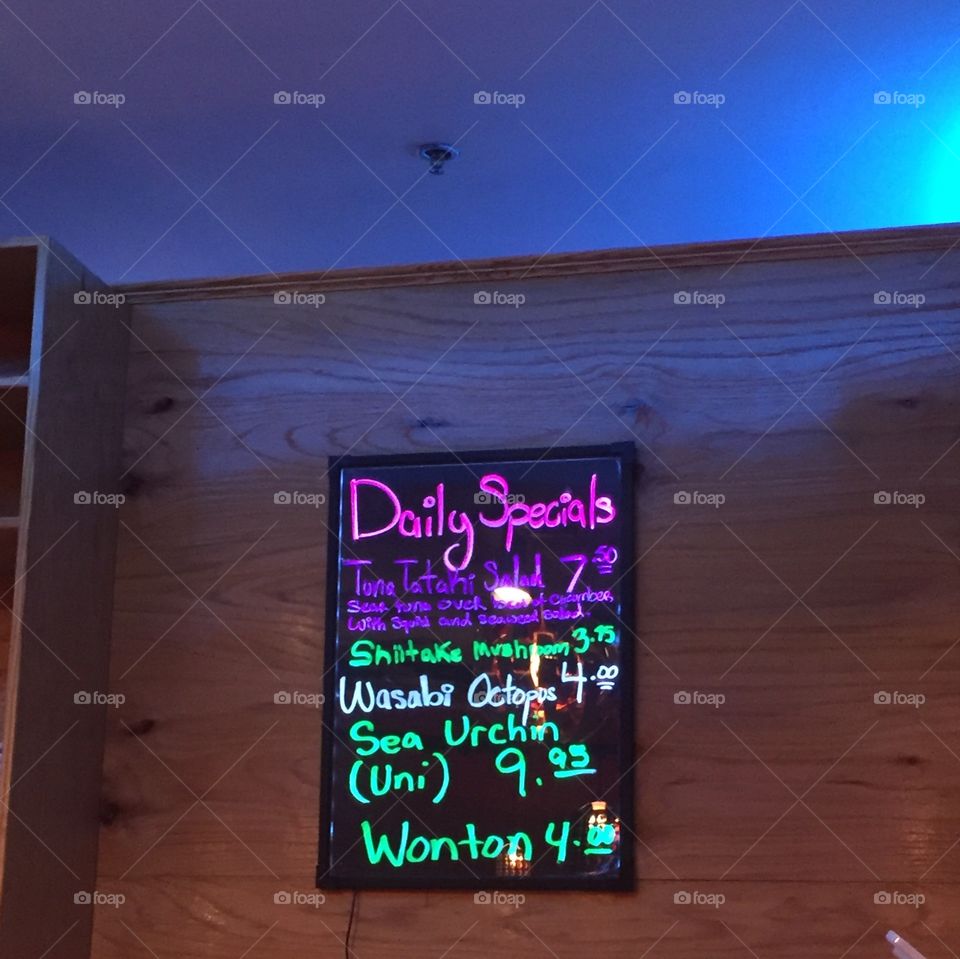 Daily Specials
Tuna Tataki Salad 7.50
Sear tuna over bed of cucumber,
with squid and seaweed salad.
Shiitake Mushroom 3.95
Wasabi Octopus 4.00
Sea Urchin
(Uni) 9.95
Wonton 4.00